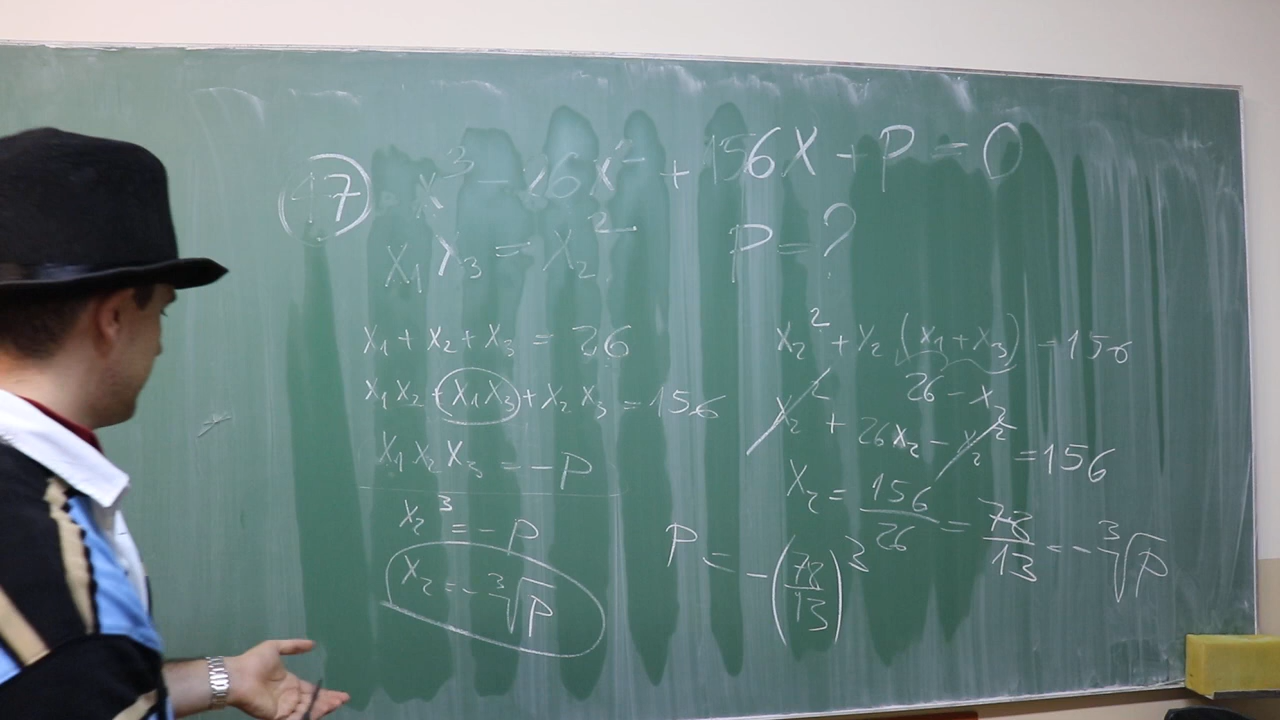 47
x³ - 26x² + 156x + p = 0
x₁x₃ = x₂²
p = ?
x₁ + x₂ + x₃ = 26
x₁x₂ + x₁x₃ + x₂x₃ = 156
x₁x₂x₃ = -p
x₂³ = -p
x₂ = -∛p
x₂² + x₂(x₁ + x₃) = 156
26 - x₂
x₂² + 26x₂ - x₂² = 156
x₂ = 156/26 = 78/13 = -∛p
p = -(78/13)³